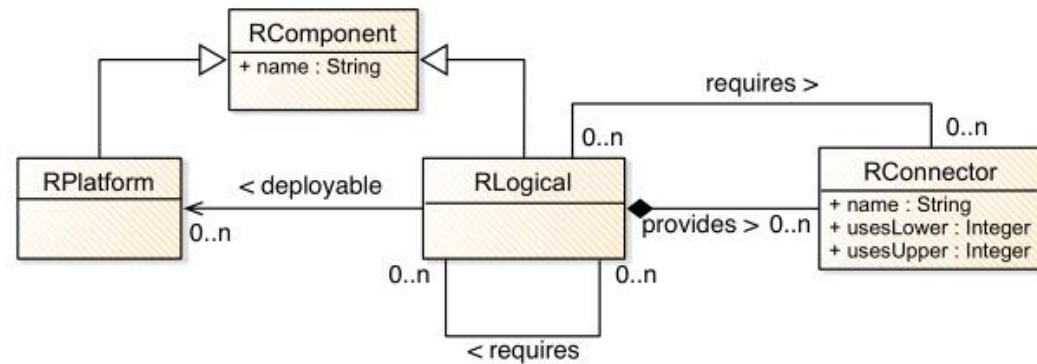 RComponent
+ name : String
requires >
0..n
0..n
RPlatform
< deployable
RLogical
RConnector
+ name : String
+ usesLower : Integer
+ usesUpper : Integer
0..n
provides > 0..n
0..n
0..n
< requires